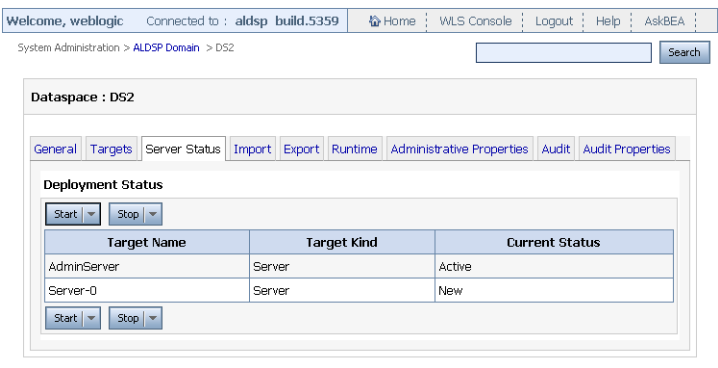 Welcome, weblogic Connected to : aldsp build.5359 Home WLS Console Logout Help AskBEA
System Administration > ALDSP Domain > DS2 Search
Dataspace : DS2
General Targets Server Status Import Export Runtime Administrative Properties Audit Audit Properties
Deployment Status
Start Stop
Target Name Target Kind Current Status
AdminServer Server Active
Server-0 Server New
Start Stop